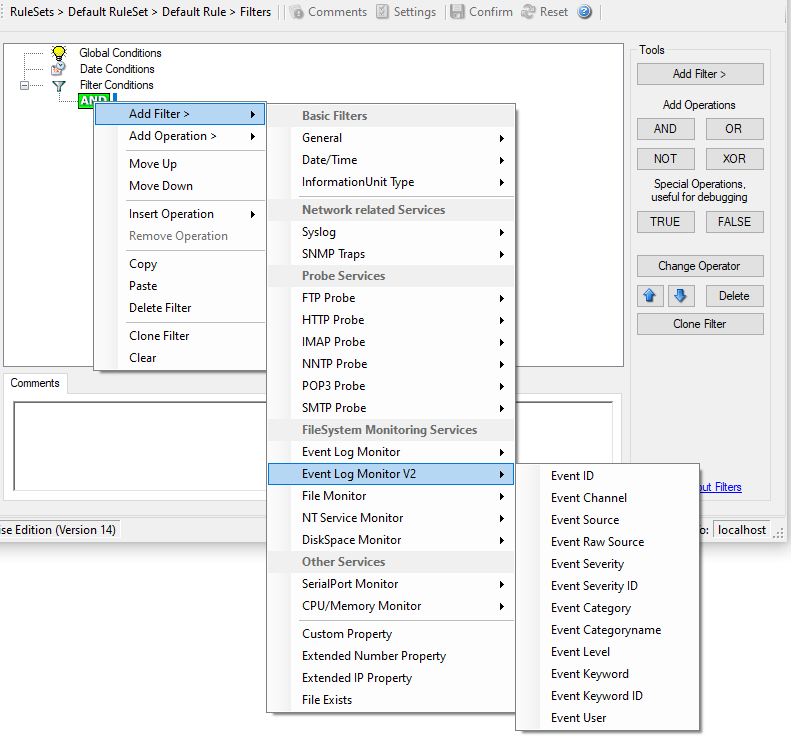 RuleSets > Default RuleSet > Default Rule > Filters
Comments
Settings
Confirm
Reset
Global Conditions
Date Conditions
Filter Conditions
AND
Add Filter >
Add Operation >
Move Up
Move Down
Insert Operation
Remove Operation
Copy
Paste
Delete Filter
Clone Filter
Clear
Basic Filters
General
Date/Time
InformationUnit Type
Network related Services
Syslog
SNMP Traps
Probe Services
FTP Probe
HTTP Probe
IMAP Probe
NNTP Probe
POP3 Probe
SMTP Probe
FileSystem Monitoring Services
Event Log Monitor
Event Log Monitor V2
File Monitor
NT Service Monitor
DiskSpace Monitor
Other Services
SerialPort Monitor
CPU/Memory Monitor
Custom Property
Extended Number Property
Extended IP Property
File Exists
Event ID
Event Channel
Event Source
Event Raw Source
Event Severity
Event Severity ID
Event Category
Event Categoryname
Event Level
Event Keyword
Event Keyword ID
Event User
Tools
Add Filter >
Add Operations
AND
OR
NOT
XOR
Special Operations,
useful for debugging
TRUE
FALSE
Change Operator
Delete
Clone Filter
Filters
Comments
Edition (Version 14)
localhost